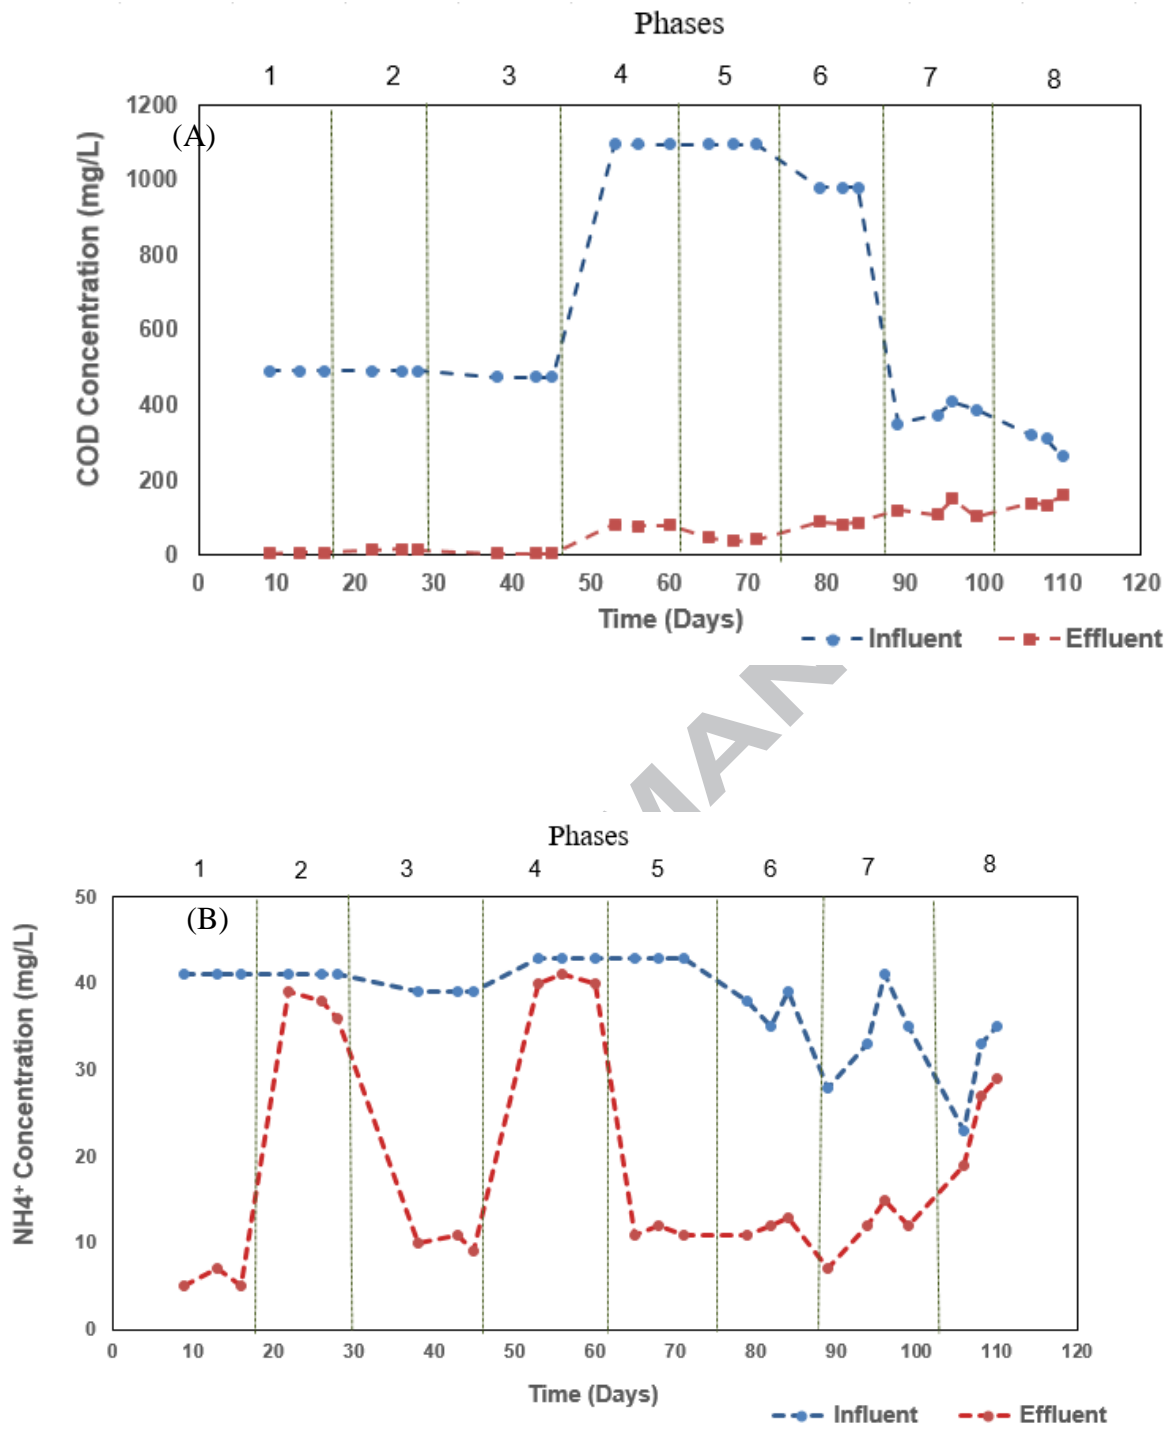 Phases
1 2 3 4 5 6 7 8
(A)
COD Concentration (mg/L)
1200
1000
800
600
400
200
0
0 10 20 30 40 50 60 70 80 90 100 110 120
Time (Days)
Influent Effluent
MAN
Phases
1 2 3 4 5 6 7 8
(B)
NH4⁺ Concentration (mg/L)
50
40
30
20
10
0
0 10 20 30 40 50 60 70 80 90 100 110 120
Time (Days)
Influent Effluent